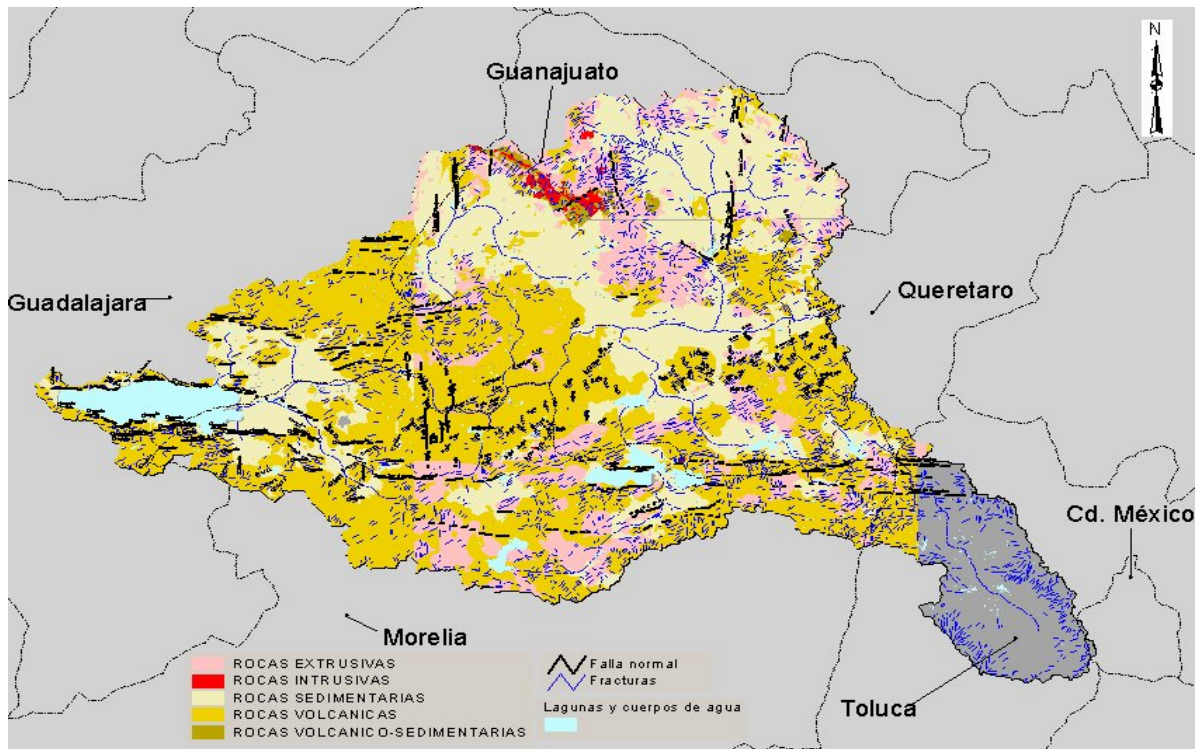 N
Guanajuato
Guadalajara
Queretaro
Cd. México
Morelia
Toluca
ROCAS EXTRUSIVAS
ROCAS INTRUSIVAS
ROCAS SEDIMENTARIAS
ROCAS VOLCANICAS
ROCAS VOLCANICO-SEDIMENTARIAS
Falla normal
Fracturas
Lagunas y cuerpos de agua